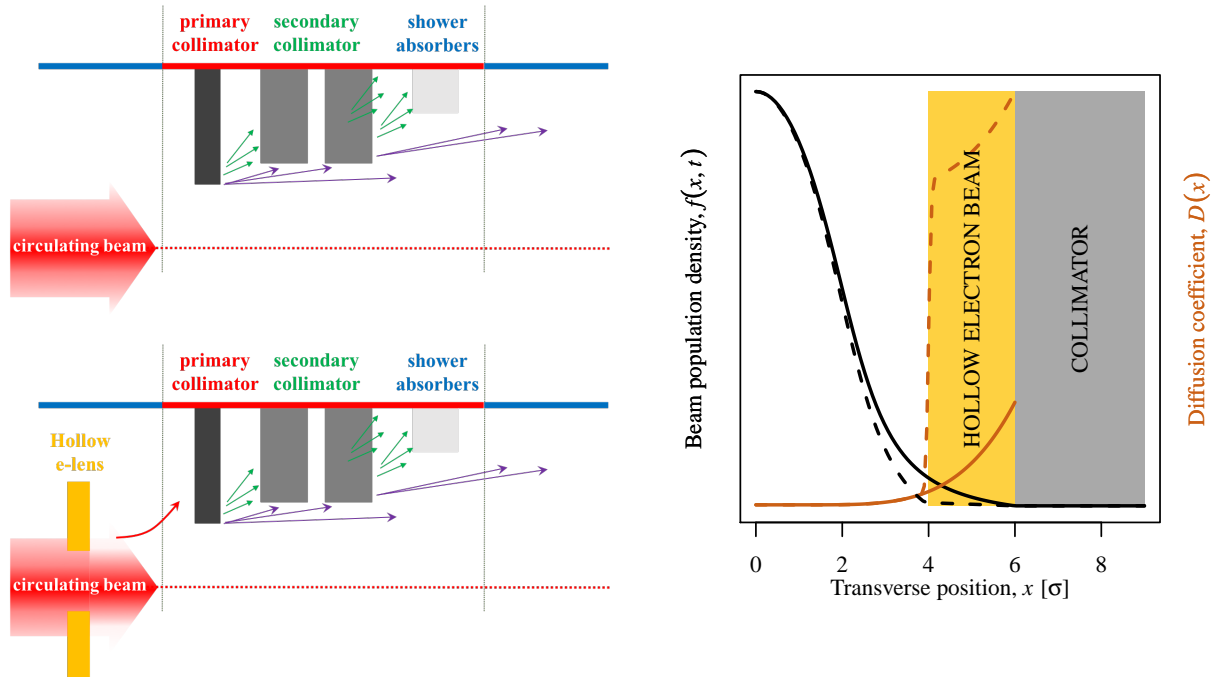 primary
collimator
secondary
collimator
shower
absorbers
circulating beam
primary
collimator
secondary
collimator
shower
absorbers
Hollow
e-lens
circulating beam
Beam population density, f(x, t)
HOLLOW ELECTRON BEAM
COLLIMATOR
Diffusion coefficient, D(x)
0 2 4 6 8
Transverse position, x [σ]